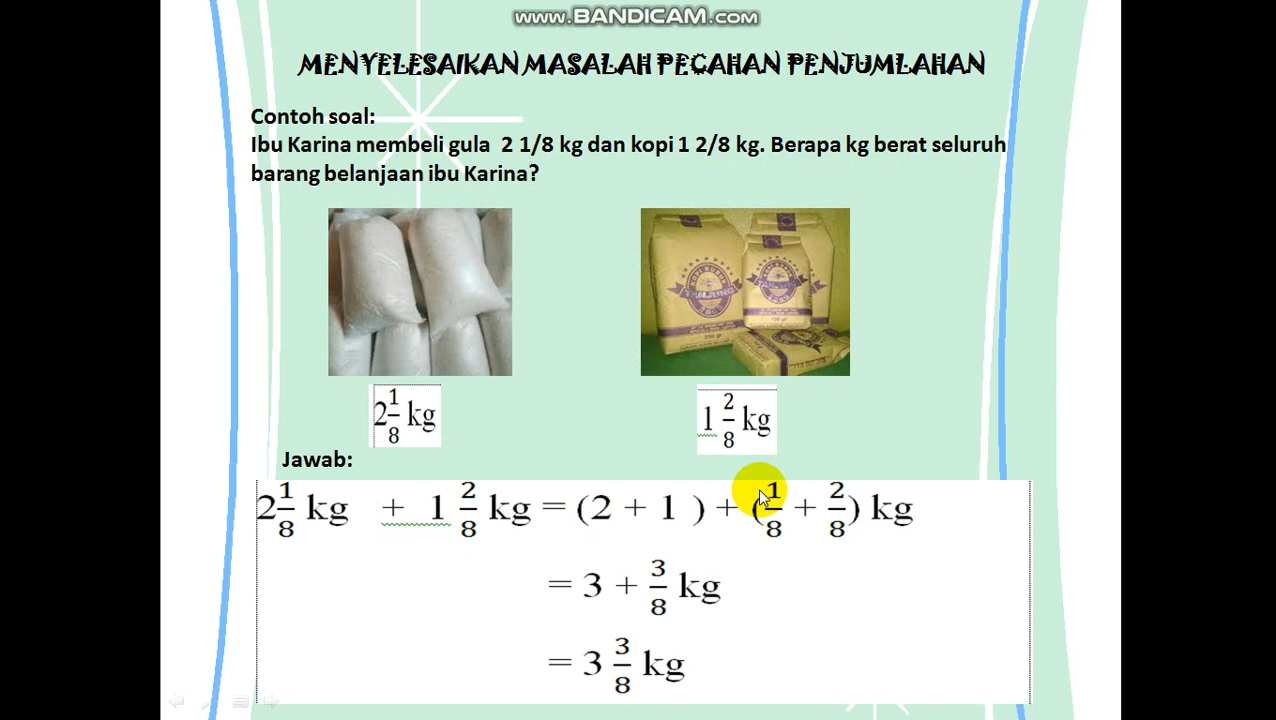 www.BANDICAM.com
MENYELESAIKAN MASALAH PECAHAN PENJUMLAHAN
Contoh soal:
Ibu Karina membeli gula 2 1/8 kg dan kopi 1 2/8 kg. Berapa kg berat seluruh
barang belanjaan ibu Karina?
2 1/8 kg
1 2/8 kg
Jawab:
2 1/8 kg + 1 2/8 kg = (2 + 1 ) + (1/8 + 2/8) kg
= 3 + 3/8 kg
= 3 3/8 kg